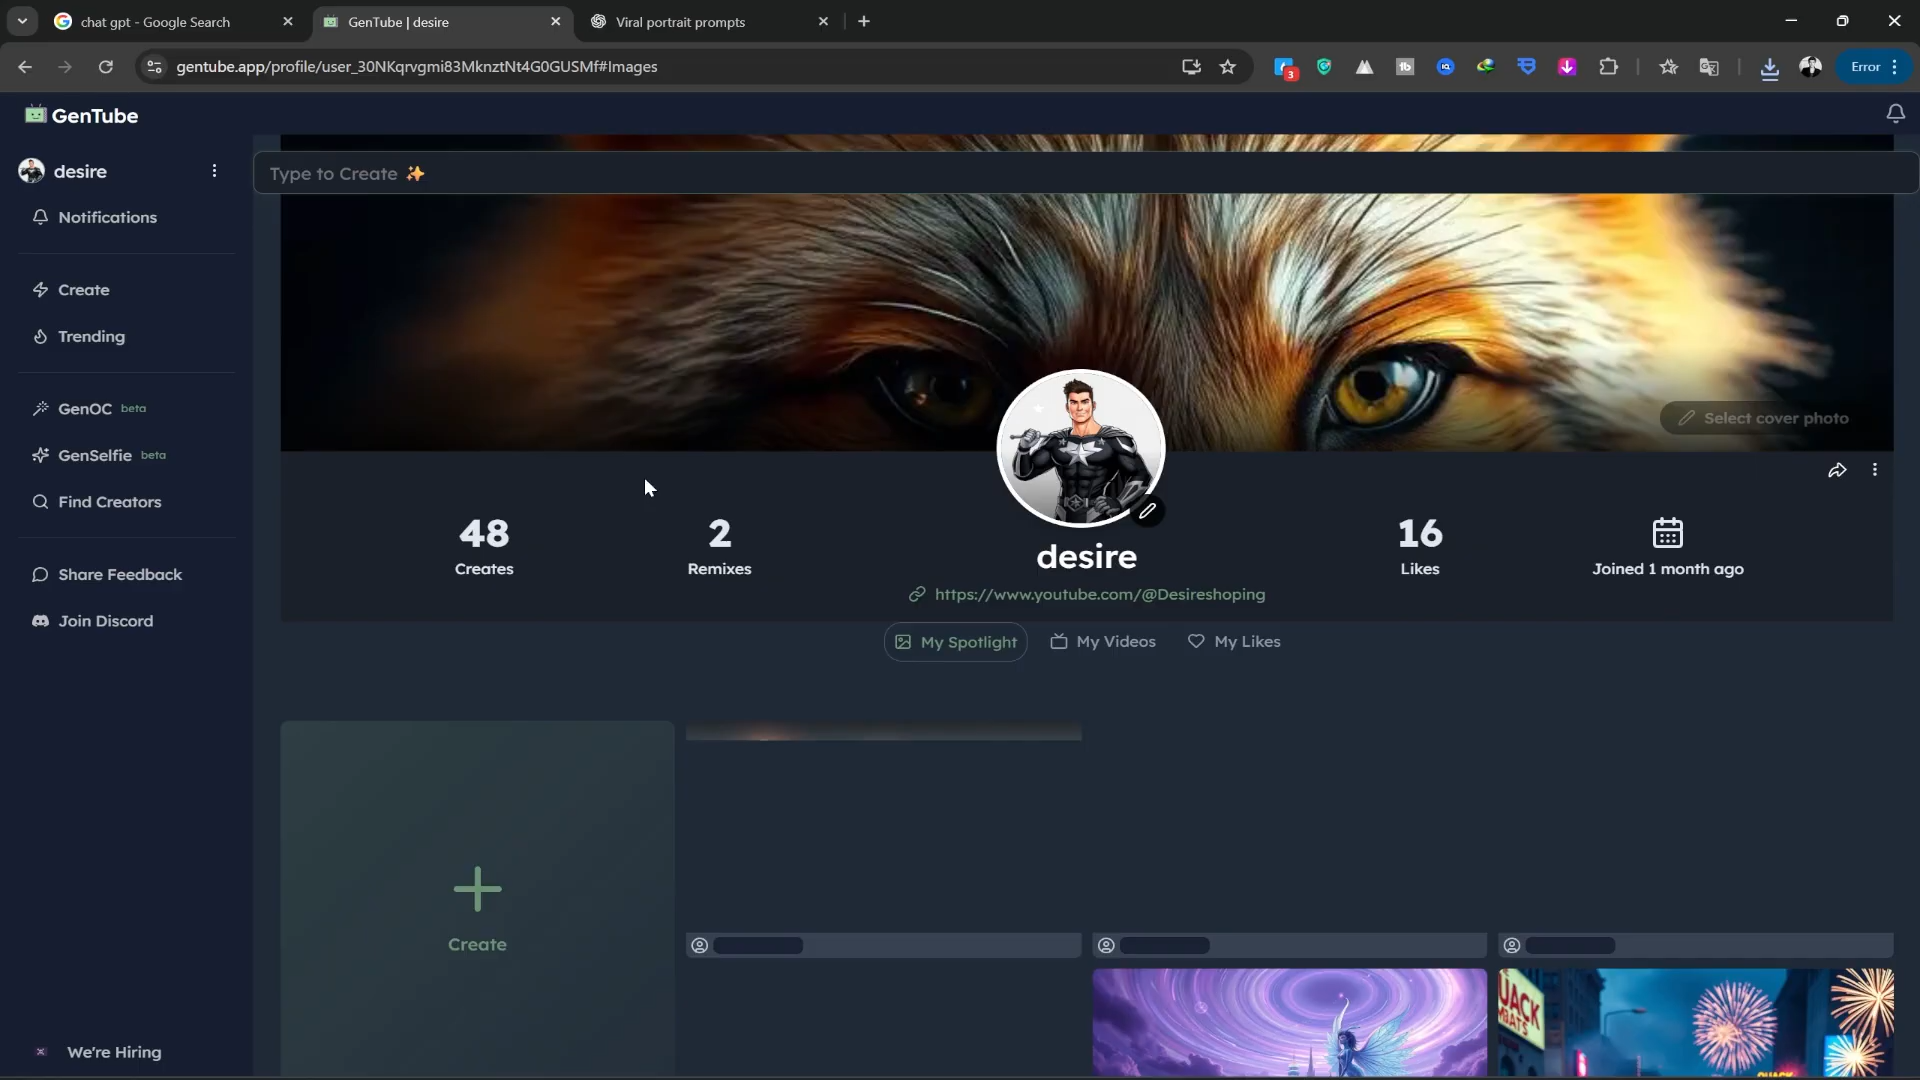 chat gpt - Google Search
GenTube | desire
Viral portrait prompts
gentube.app/profile/user_30NKqrvgmi83MknztNt4G0GUSMf#Images
3
Error
GenTube
desire
Type to Create ✨
Notifications
Create
Trending
GenOC beta
GenSelfie beta
Find Creators
Share Feedback
Join Discord
We're Hiring
Select cover photo
48
Creates
2
Remixes
desire
https://www.youtube.com/@Desireshoping
16
Likes
Joined 1 month ago
My Spotlight
My Videos
My Likes
Create